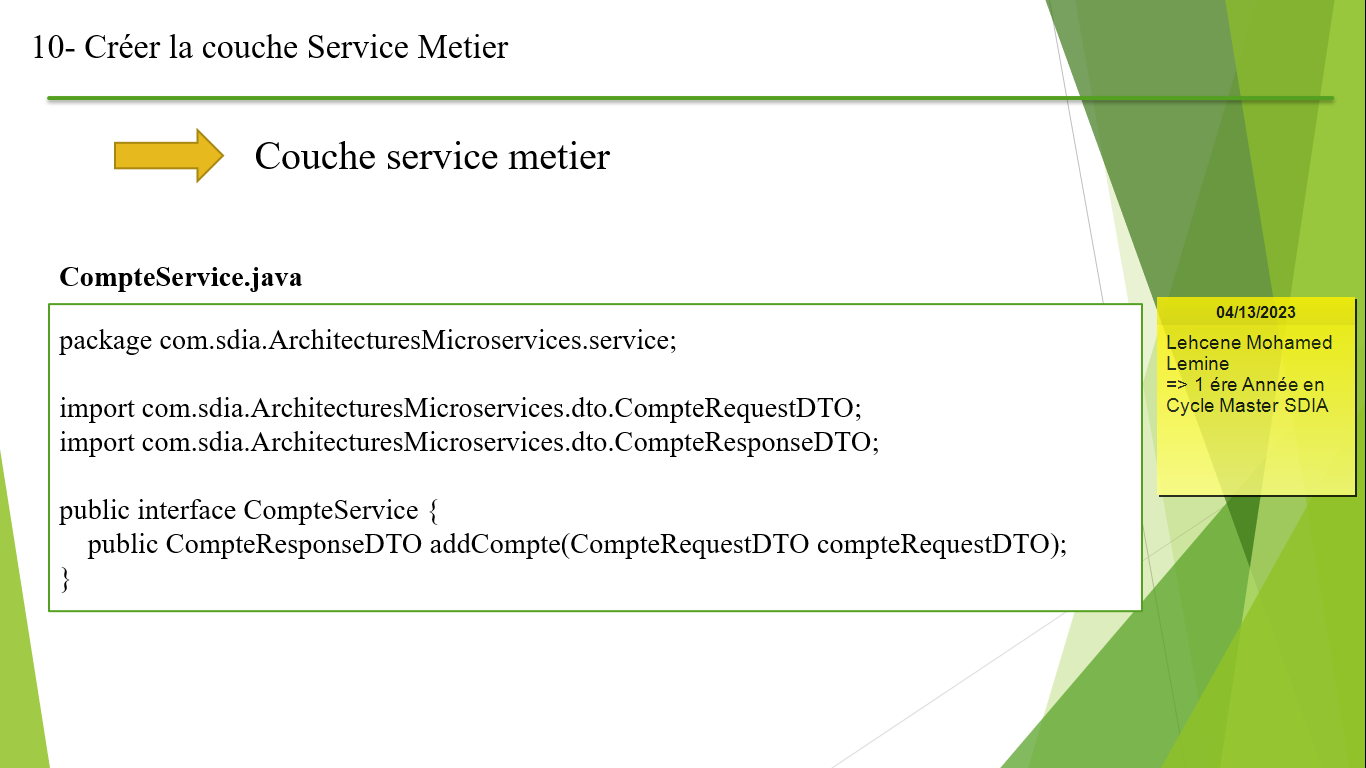 10- Créer la couche Service Metier
Couche service metier
CompteService.java
package com.sdia.ArchitecturesMicroservices.service;
import com.sdia.ArchitecturesMicroservices.dto.CompteRequestDTO;
import com.sdia.ArchitecturesMicroservices.dto.CompteResponseDTO;
public interface CompteService {
public CompteResponseDTO addCompte(CompteRequestDTO compteRequestDTO);
}
04/13/2023
Lehcene Mohamed
Lemine
=> 1 ére Année en
Cycle Master SDIA